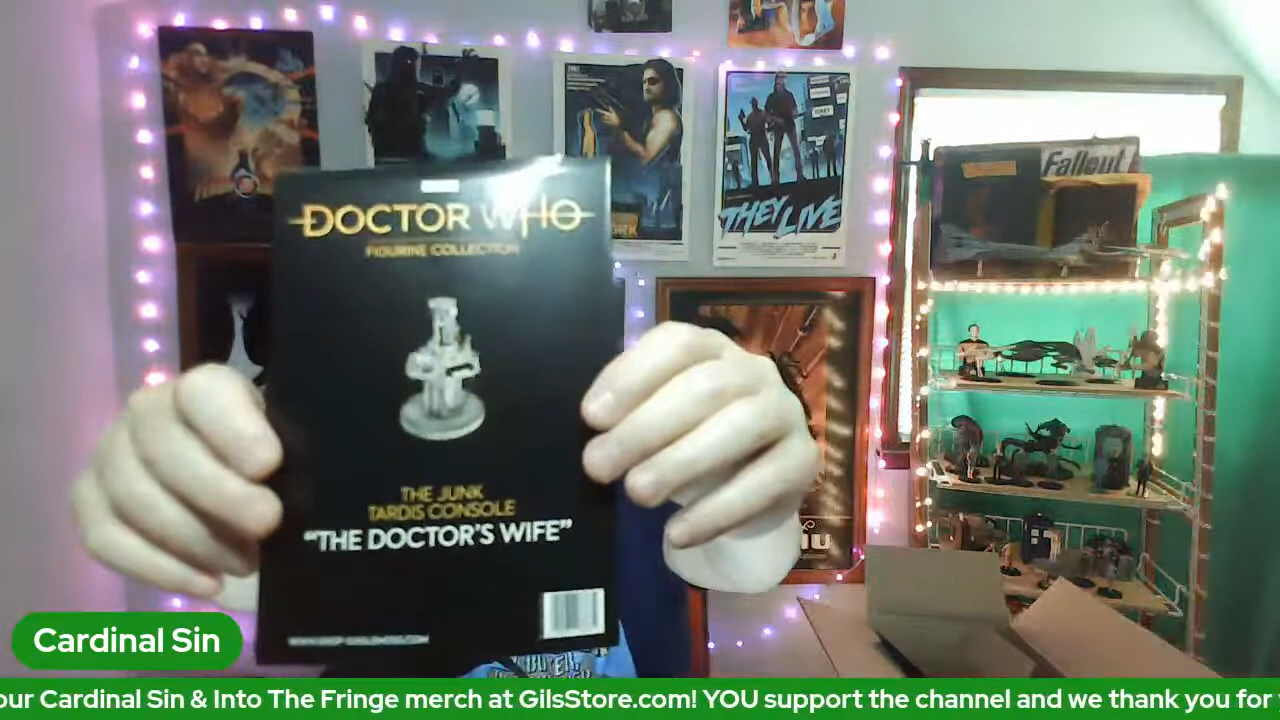 Fallout
THEY LIVE
DOCTOR WHO
FIGURINE COLLECTION
THE JUNK
TARDIS CONSOLE
"THE DOCTOR'S WIFE"
Cardinal Sin
our Cardinal Sin & Into The Fringe merch at GilsStore.com! YOU support the channel and we thank you for